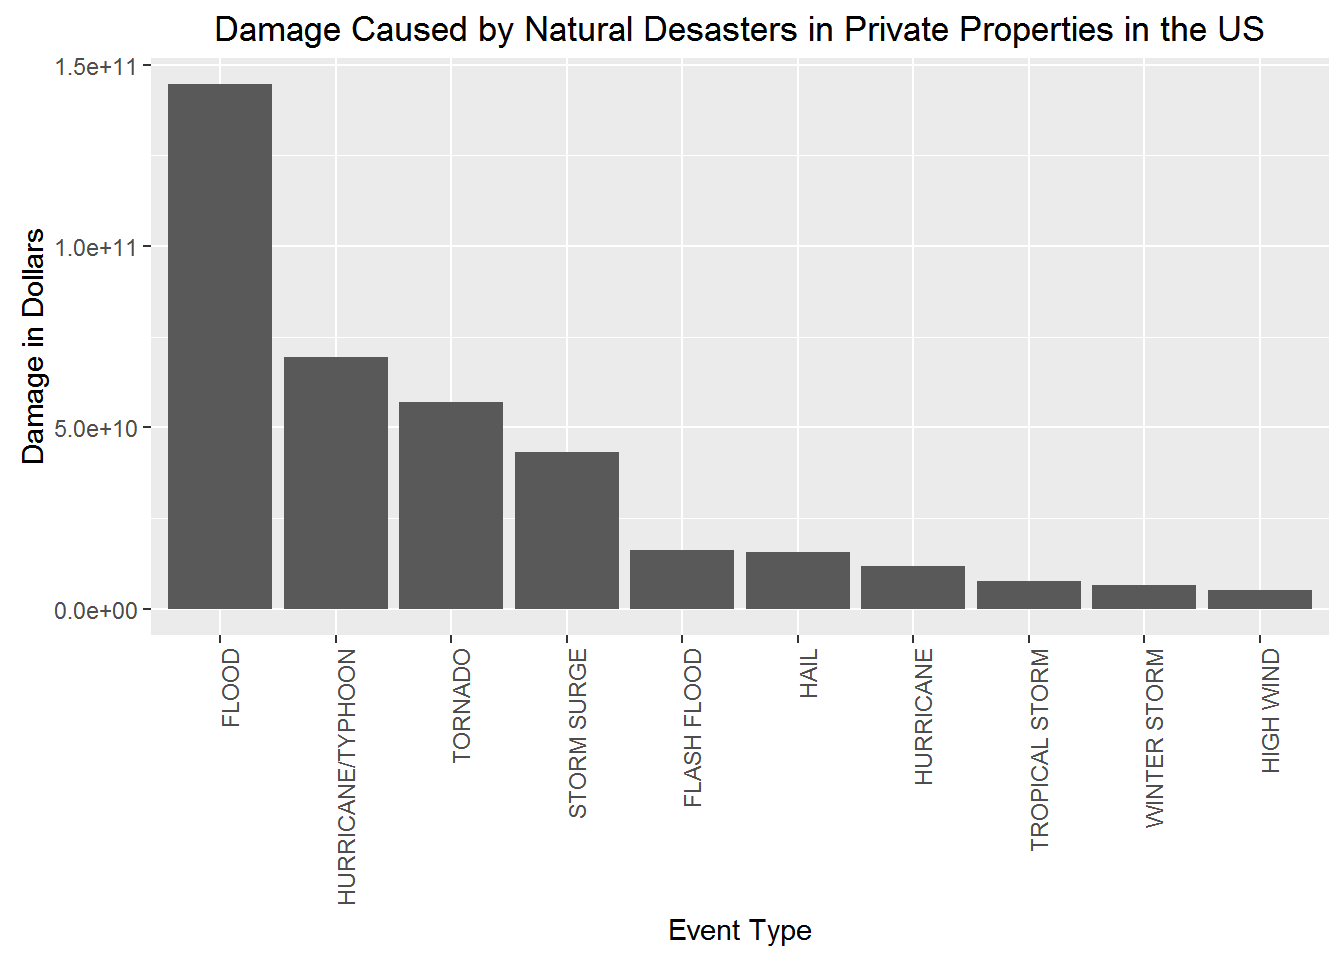 Damage Caused by Natural Desasters in Private Properties in the US
1.5e+11
1.0e+11
5.0e+10
0.0e+00
Damage in Dollars
FLOOD
HURRICANE/TYPHOON
TORNADO
STORM SURGE
FLASH FLOOD
HAIL
HURRICANE
TROPICAL STORM
WINTER STORM
HIGH WIND
Event Type